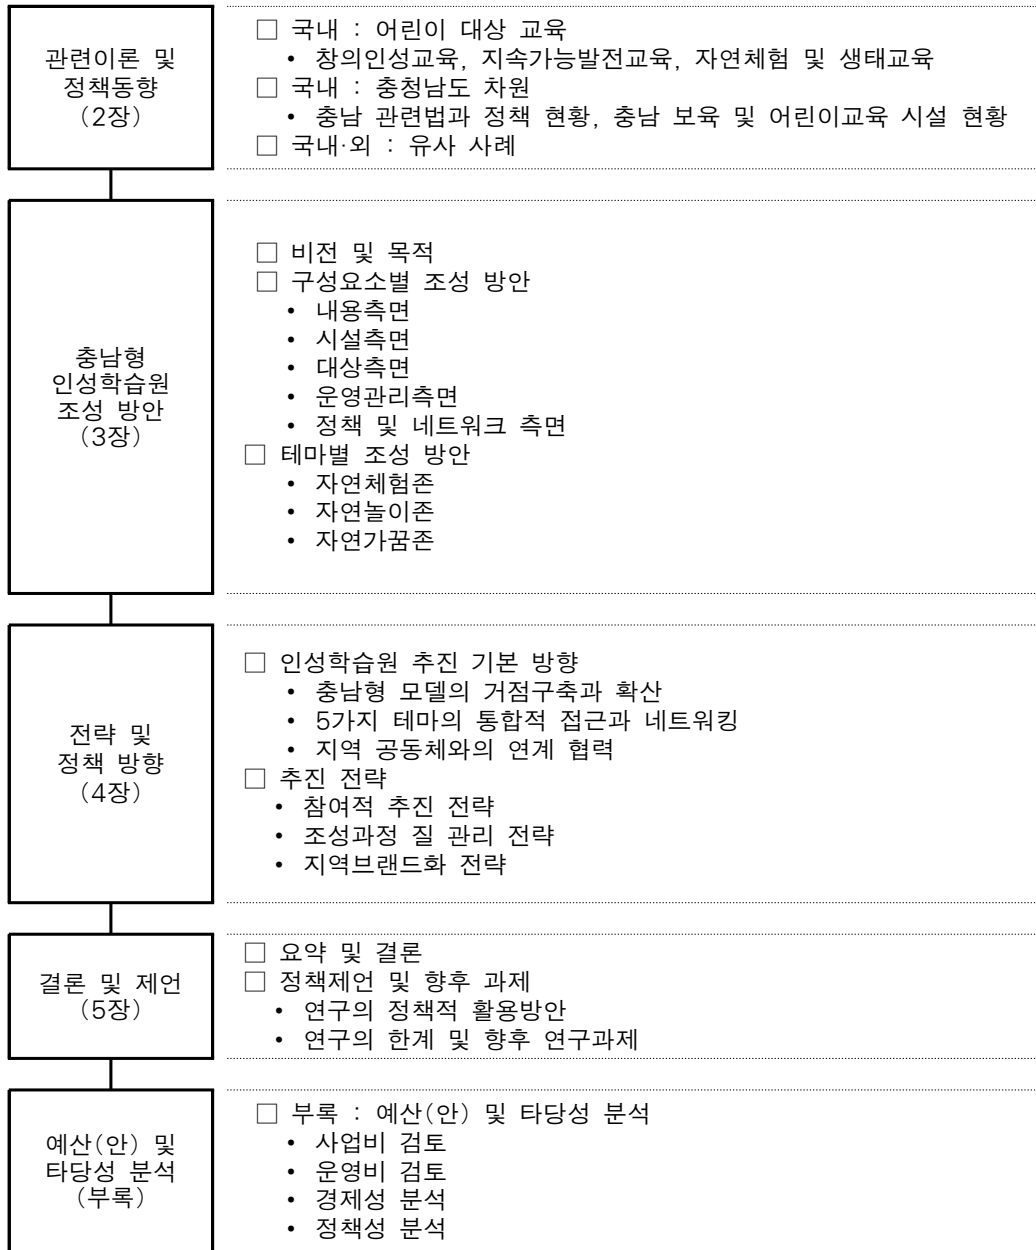 관련이론 및
정책동향
(2장)
□ 국내 : 어린이 대상 교육
• 창의인성교육, 지속가능발전교육, 자연체험 및 생태교육
□ 국내 : 충청남도 차원
• 충남 관련법과 정책 현황, 충남 보육 및 어린이교육 시설 현황
□ 국내·외 : 유사 사례
충남형
인성학습원
조성 방안
(3장)
□ 비전 및 목적
□ 구성요소별 조성 방안
• 내용측면
• 시설측면
• 대상측면
• 운영관리측면
• 정책 및 네트워크 측면
□ 테마별 조성 방안
• 자연체험존
• 자연놀이존
• 자연가꿈존
전략 및
정책 방향
(4장)
□ 인성학습원 추진 기본 방향
• 충남형 모델의 거점구축과 확산
• 5가지 테마의 통합적 접근과 네트워킹
• 지역 공동체와의 연계 협력
□ 추진 전략
• 참여적 추진 전략
• 조성과정 질 관리 전략
• 지역브랜드화 전략
결론 및 제언
(5장)
□ 요약 및 결론
□ 정책제언 및 향후 과제
• 연구의 정책적 활용방안
• 연구의 한계 및 향후 연구과제
예산(안) 및
타당성 분석
(부록)
□ 부록 : 예산(안) 및 타당성 분석
• 사업비 검토
• 운영비 검토
• 경제성 분석
• 정책성 분석